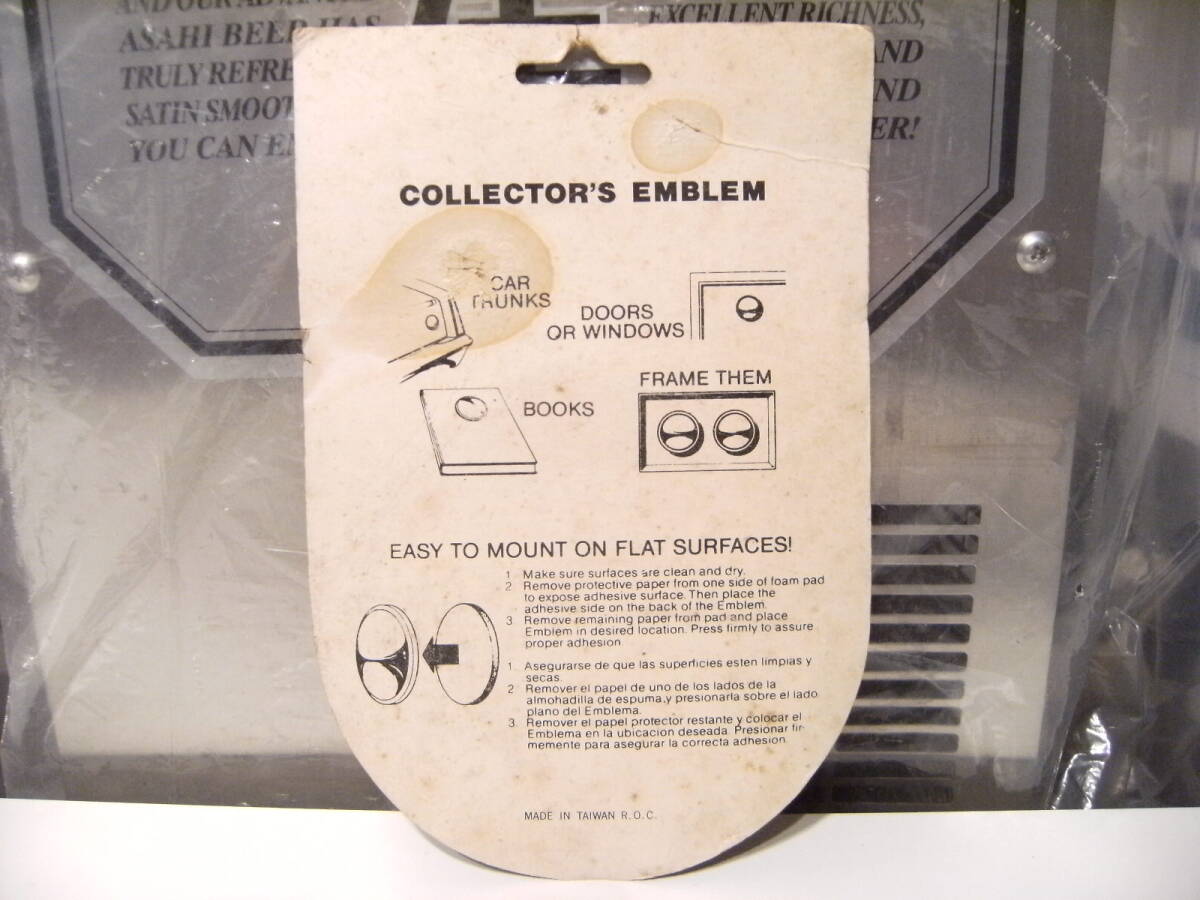 AND OUR
ASAHI BEER HAS
TRULY REFRE
SATIN SMOOT
YOU CAN E
EXCELLENT RICHNESS,
AND
ND
ER!
COLLECTOR'S EMBLEM
CAR
TRUNKS
DOORS
OR WINDOWS
BOOKS
FRAME THEM
EASY TO MOUNT ON FLAT SURFACES!
1 Make sure surfaces are clean and dry.
2 Remove protective paper from one side of foam pad
to expose adhesive surface. Then place the
adhesive side on the back of the Emblem.
3 Remove remaining paper from pad and place
Emblem in desired location. Press firmly to assure
proper adhesion.
1. Asegurarse de que las superficies esten limpias y
secas.
2 Remover el papel de uno de los lados de la
almohadilla de espuma,y presionarla sobre el lado
plano del Emblema.
3. Remover el papel protector restante y colocar el
Emblema en la ubicacion deseada. Presionar fir-
memente para asegurar la correcta adhesion.
MADE IN TAIWAN R.O.C.